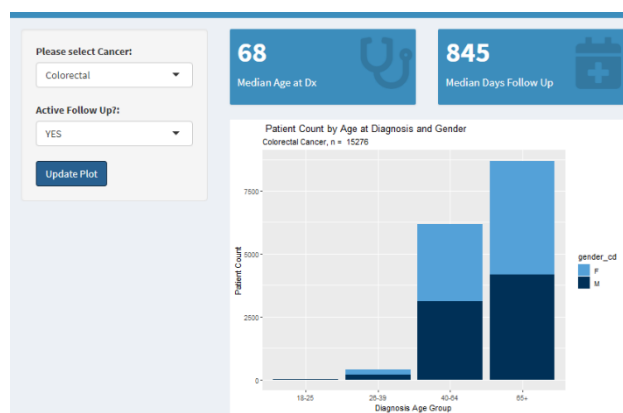 Please select Cancer:
Colorectal
Active Follow Up?:
YES
Update Plot
68
Median Age at Dx
845
Median Days Follow Up
Patient Count by Age at Diagnosis and Gender
Colorectal Cancer, n = 15276
Patient Count
7500
5000
2500
0
18-25
26-39
40-64
65+
Diagnosis Age Group
gender_cd
F
M